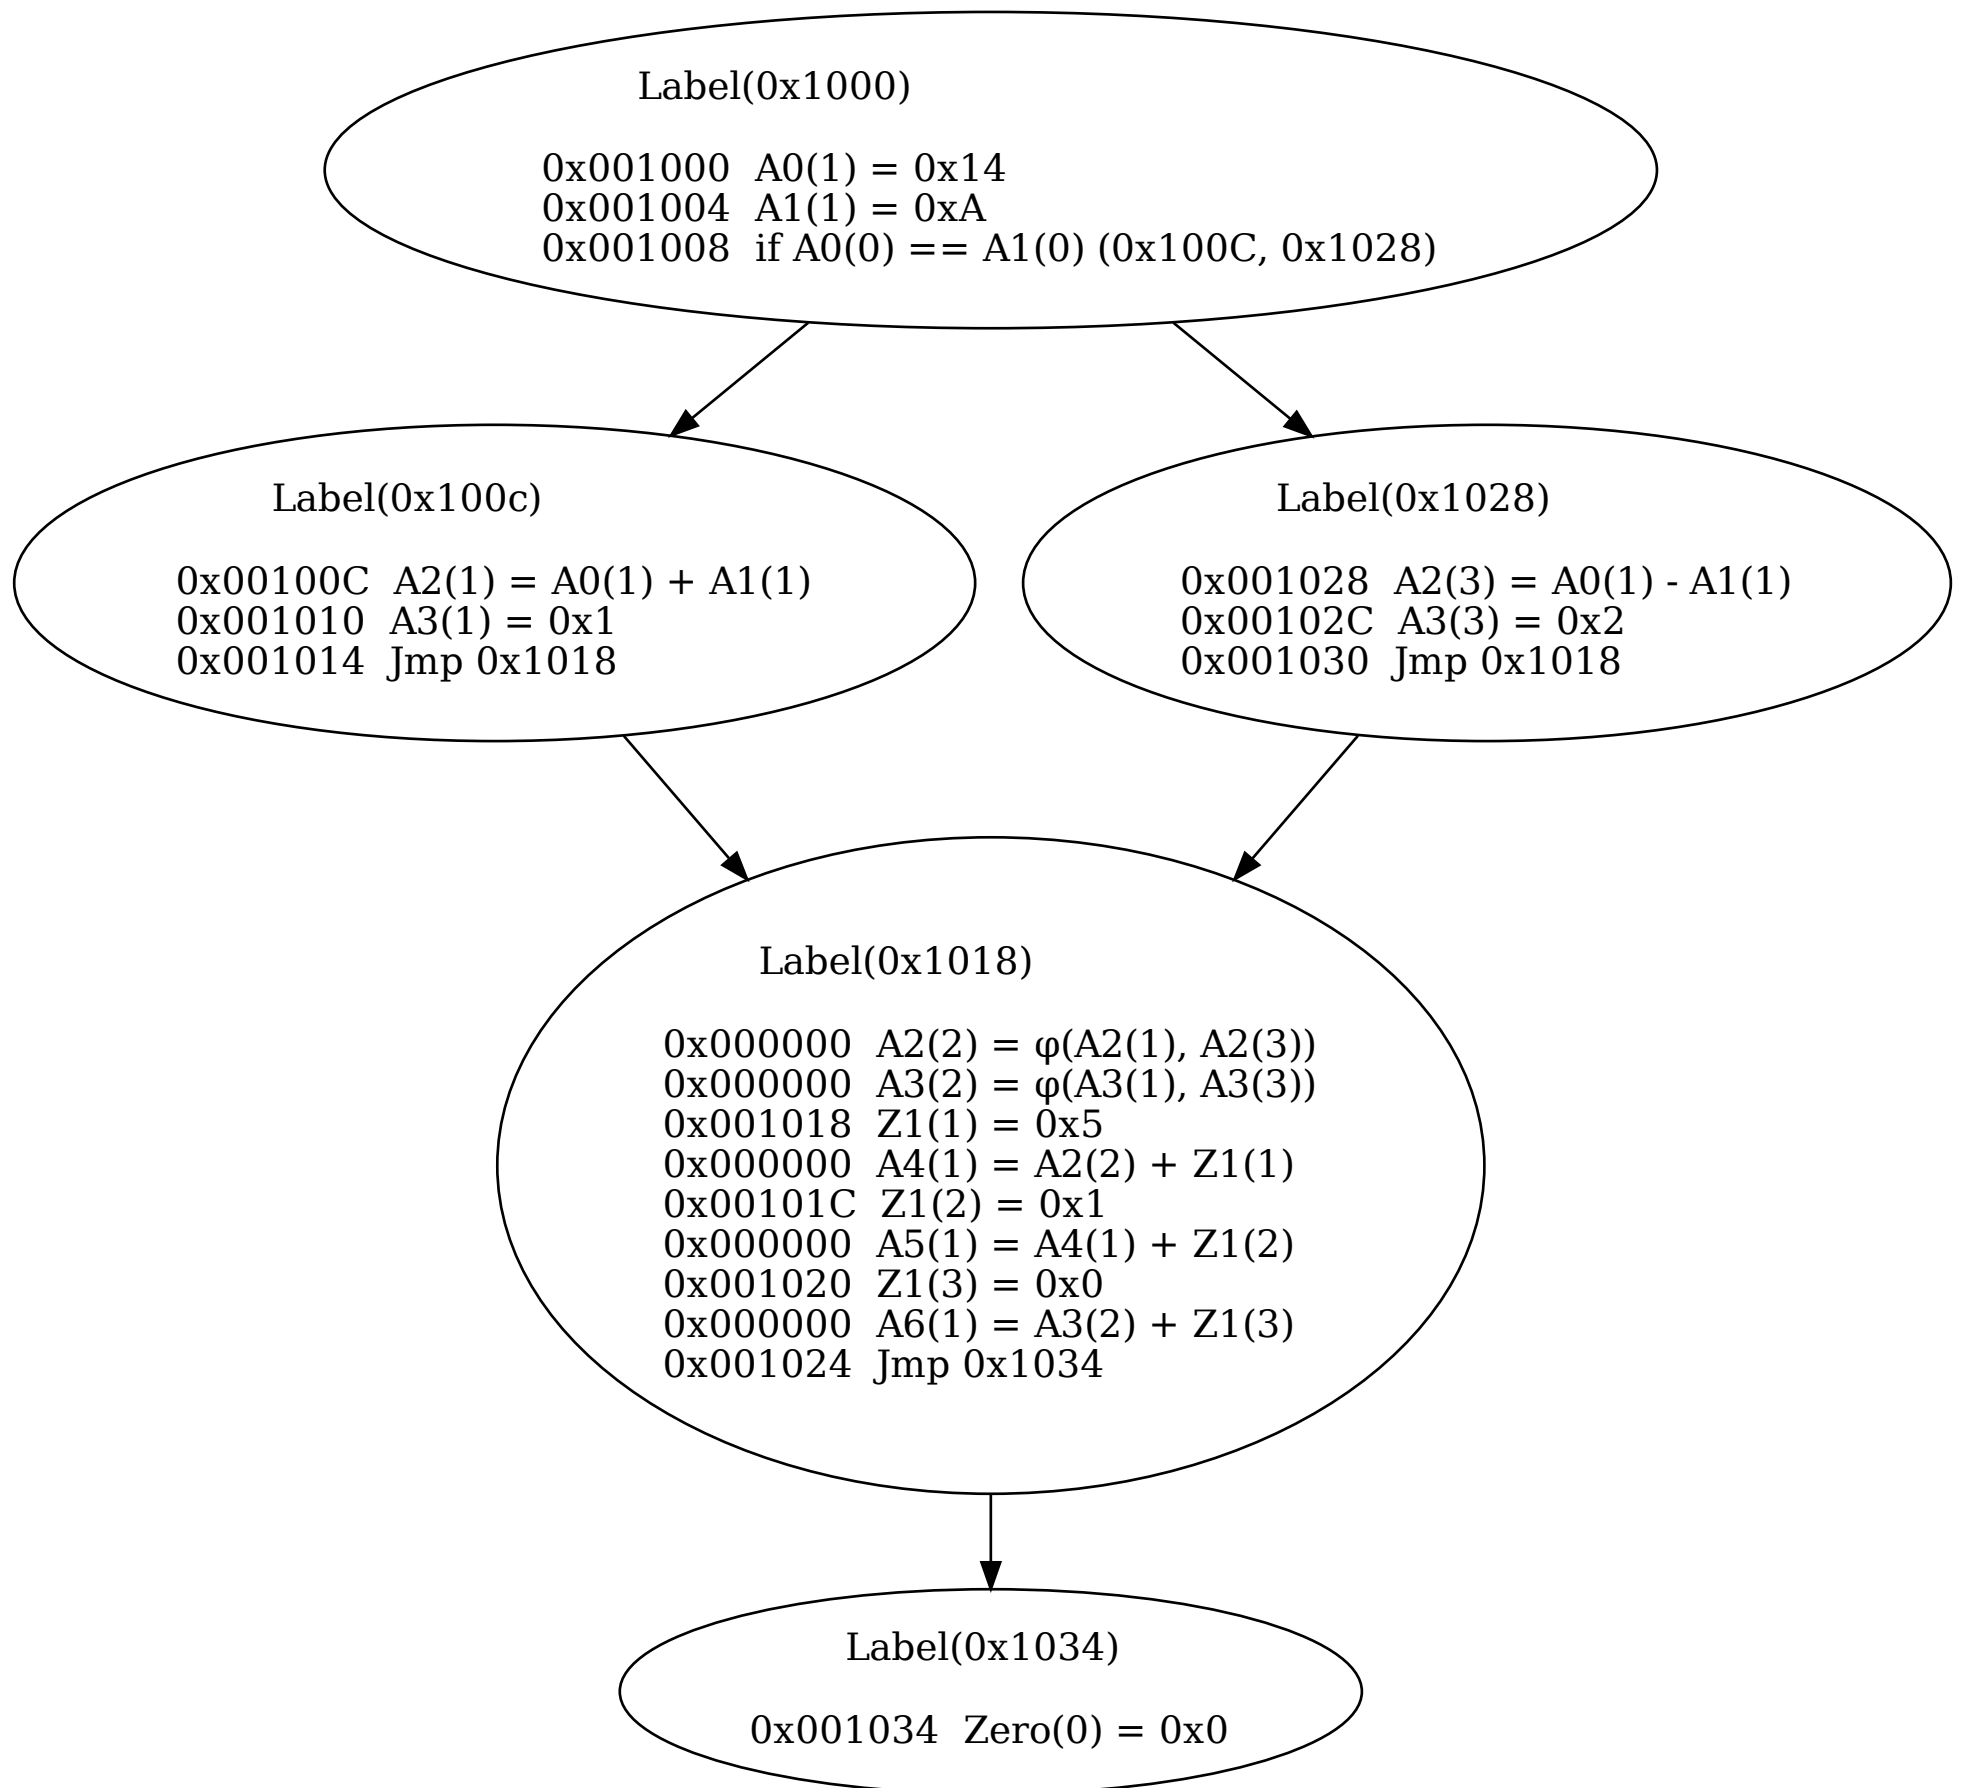 Label(0x1000)
0x001000  A0(1) = 0x14
0x001004  A1(1) = 0xA
0x001008  if A0(0) == A1(0) (0x100C, 0x1028)
Label(0x100c)
0x00100C  A2(1) = A0(1) + A1(1)
0x001010  A3(1) = 0x1
0x001014  Jmp 0x1018
Label(0x1028)
0x001028  A2(3) = A0(1) - A1(1)
0x00102C  A3(3) = 0x2
0x001030  Jmp 0x1018
Label(0x1018)
0x000000  A2(2) = φ(A2(1), A2(3))
0x000000  A3(2) = φ(A3(1), A3(3))
0x001018  Z1(1) = 0x5
0x000000  A4(1) = A2(2) + Z1(1)
0x00101C  Z1(2) = 0x1
0x000000  A5(1) = A4(1) + Z1(2)
0x001020  Z1(3) = 0x0
0x000000  A6(1) = A3(2) + Z1(3)
0x001024  Jmp 0x1034
Label(0x1034)
0x001034  Zero(0) = 0x0